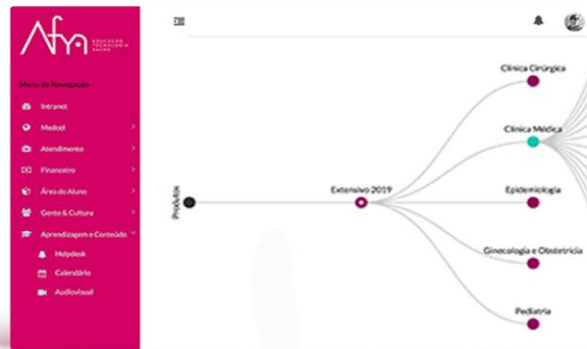 Afya
EDUCAÇÃO
TECNOLOGIA
SAÚDE
Menu de Navegação
Intranet
Medcel
Atendimento
Financeiro
Área do Aluno
Gente & Cultura
Aprendizagem e Conteúdo
Helpdesk
Calendário
Audiovisual
Produtos
Extensivo 2019
Clínica Cirúrgica
Clínica Médica
Epidemiologia
Ginecologia e Obstetrícia
Pediatria